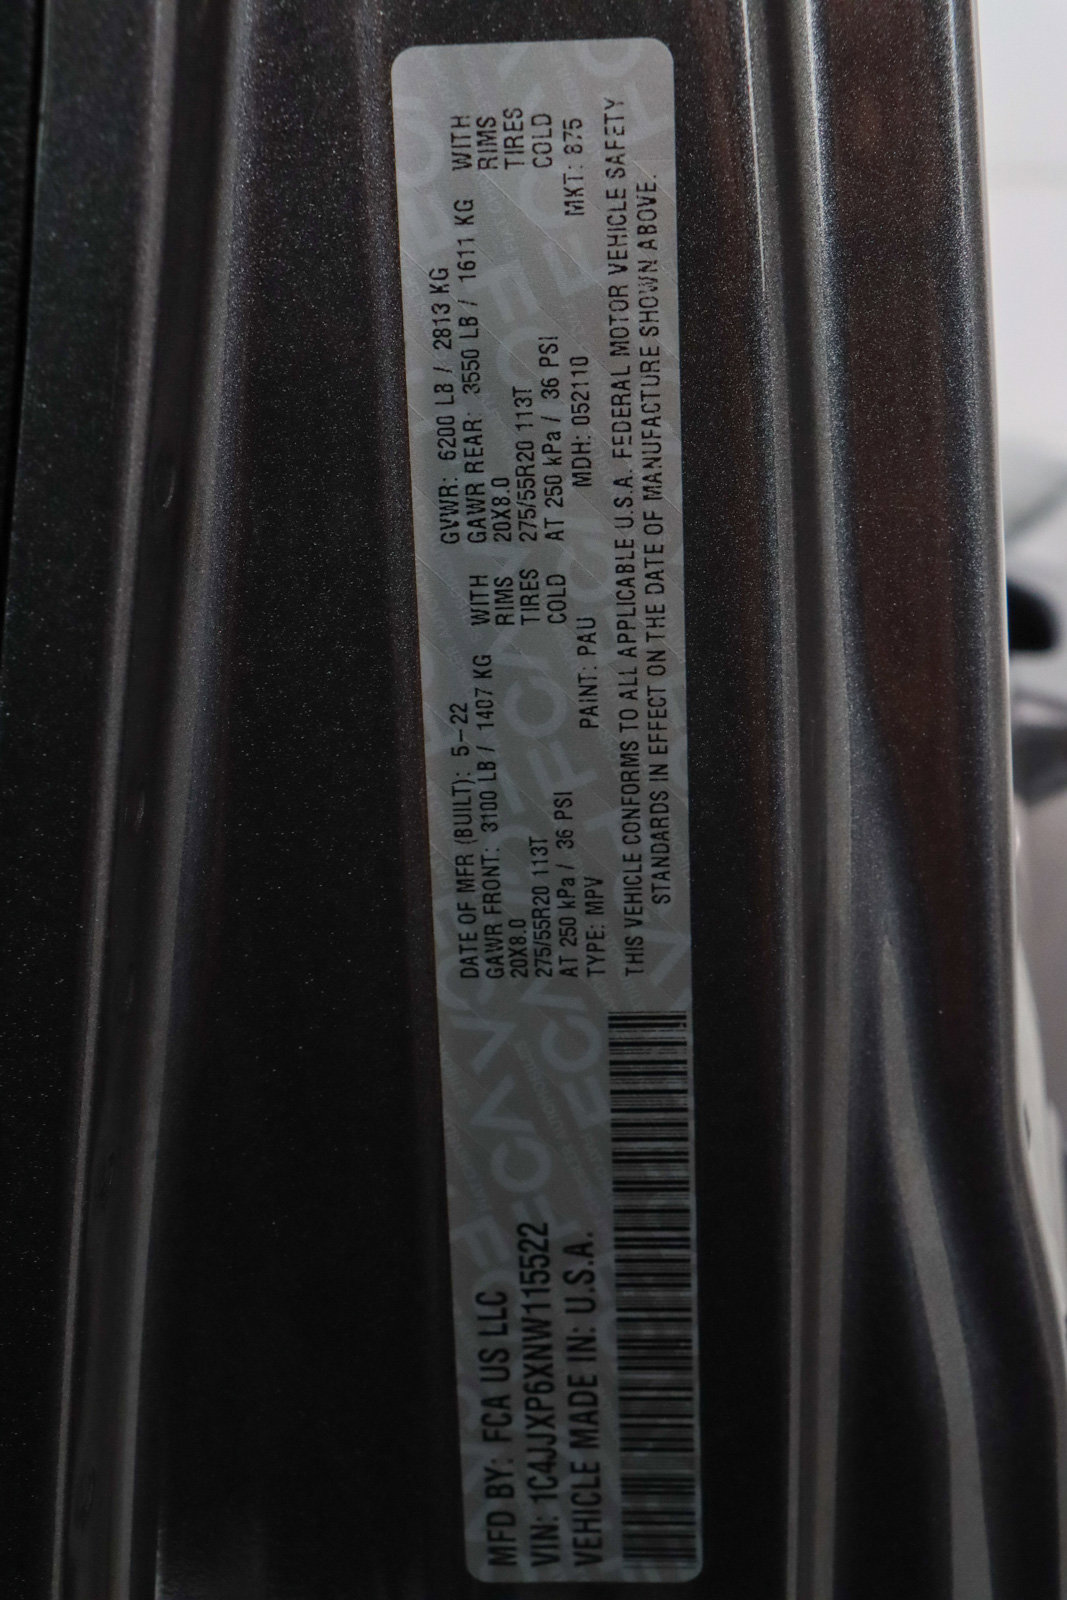 MFD BY: FCA US LLC
VIN: 1C4JJXP6XNW115522
VEHICLE MADE IN: U.S.A.
DATE OF MFR (BUILT): 5-22 GVWR: 6200 LB / 2813 KG
GAWR FRONT: 3100 LB / 1407 KG WITH GAWR REAR: 3550 LB / 1611 KG WITH
20X8.0 RIMS 20X8.0 RIMS
275/55R20 113T TIRES 275/55R20 113T TIRES
AT 250 kPa / 36 PSI COLD AT 250 kPa / 36 PSI COLD
TYPE: MPV PAINT: PAU MDH: 052110 MKT: 875
THIS VEHICLE CONFORMS TO ALL APPLICABLE U.S.A. FEDERAL MOTOR VEHICLE SAFETY
STANDARDS IN EFFECT ON THE DATE OF MANUFACTURE SHOWN ABOVE.